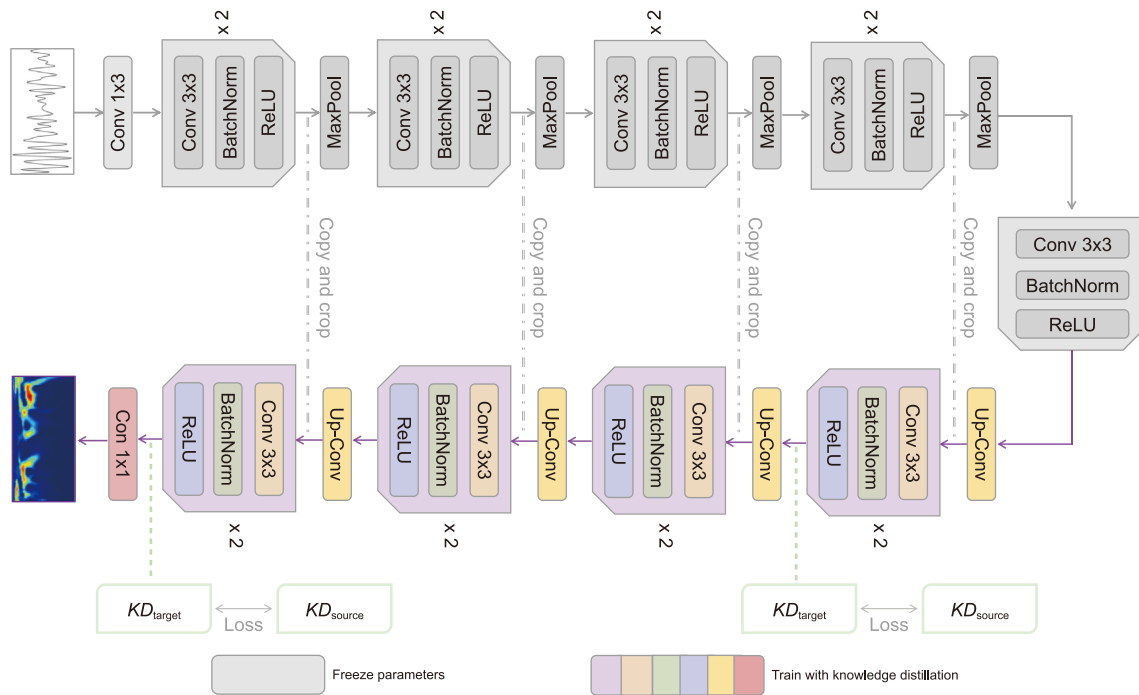 x 2
x 2
x 2
x 2
Conv 1x3
Conv 3x3
BatchNorm
ReLU
MaxPool
Conv 3x3
BatchNorm
ReLU
MaxPool
Conv 3x3
BatchNorm
ReLU
MaxPool
Conv 3x3
BatchNorm
ReLU
MaxPool
Copy and crop
Copy and crop
Copy and crop
Copy and crop
Conv 3x3
BatchNorm
ReLU
Con 1x1
ReLU
BatchNorm
Conv 3x3
Up-Conv
ReLU
BatchNorm
Conv 3x3
Up-Conv
ReLU
BatchNorm
Conv 3x3
Up-Conv
ReLU
BatchNorm
Conv 3x3
Up-Conv
x 2
x 2
x 2
x 2
KDtarget
Loss
KDsource
KDtarget
Loss
KDsource
Freeze parameters
Train with knowledge distillation